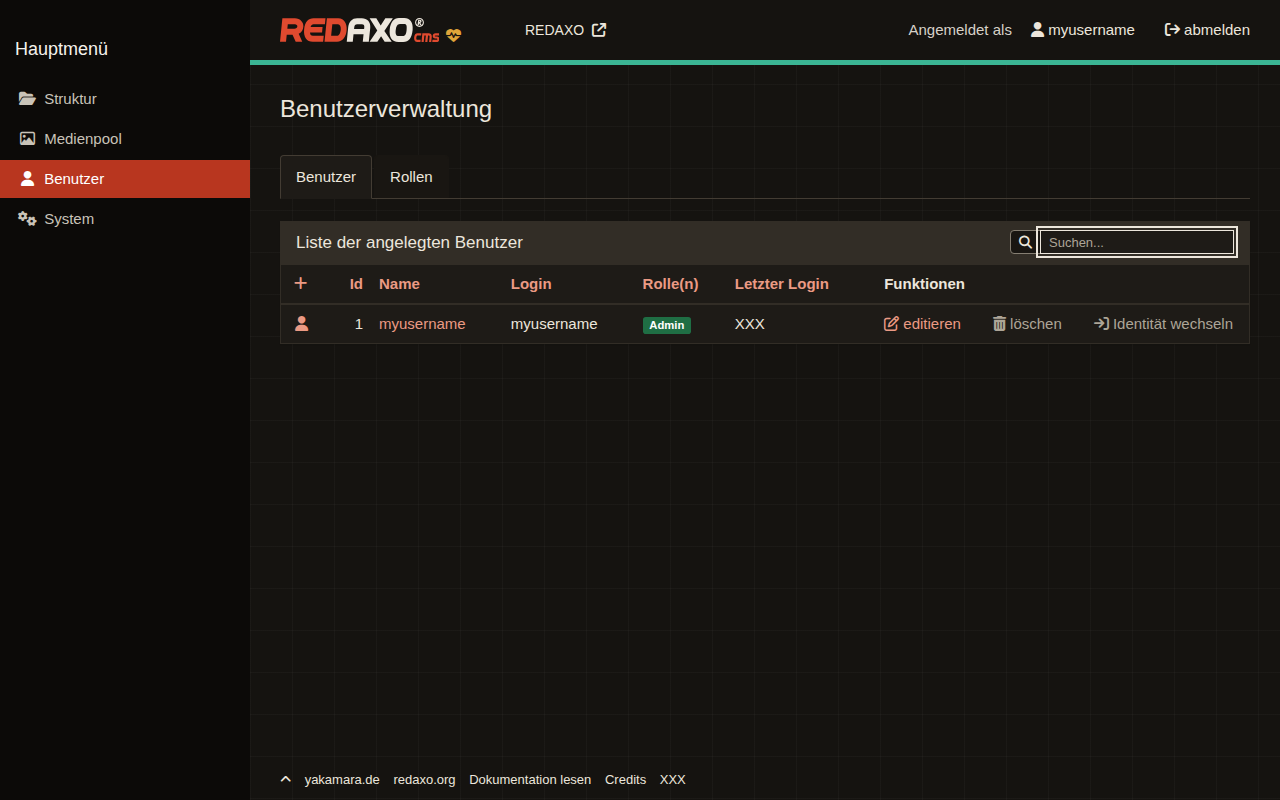 Hauptmenü
Struktur
Medienpool
Benutzer
System
REDAXO® cms
REDAXO
Angemeldet als myusername abmelden
Benutzerverwaltung
Benutzer Rollen
Liste der angelegten Benutzer Suchen...
Id Name Login Rolle(n) Letzter Login Funktionen
1 myusername myusername Admin XXX editieren löschen Identität wechseln
yakamara.de redaxo.org Dokumentation lesen Credits XXX